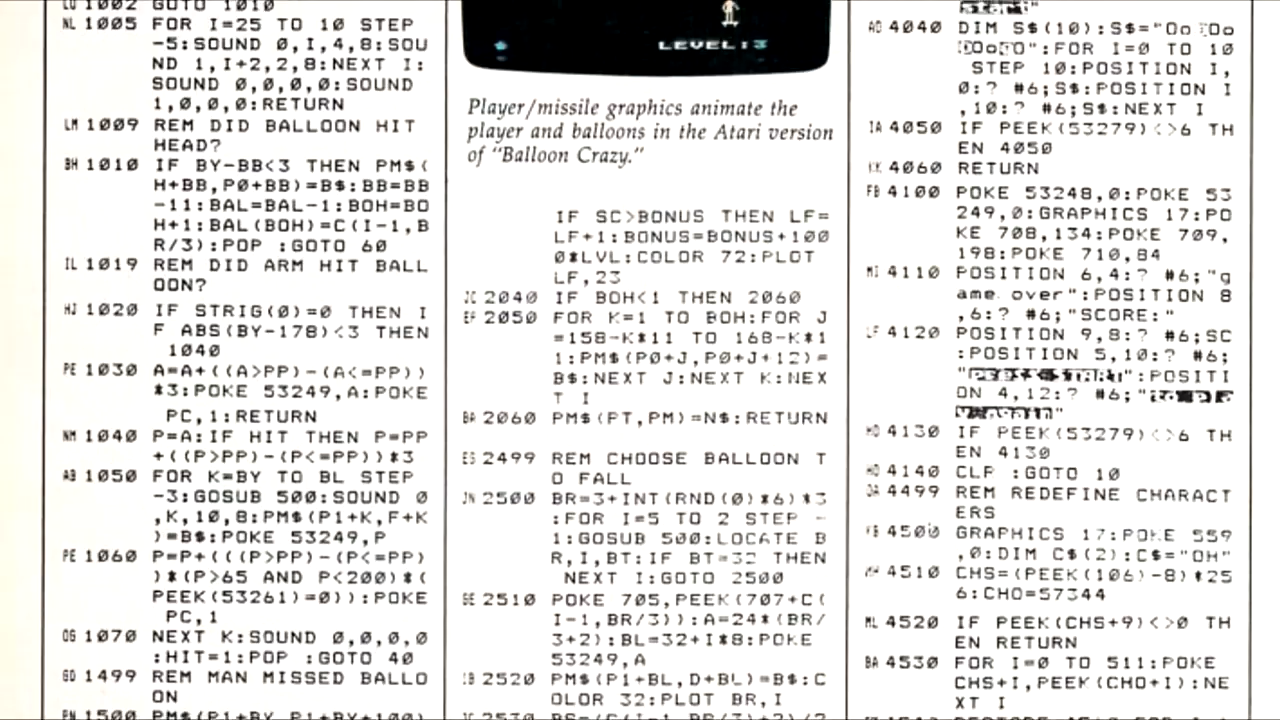 GOTO 1010
NL 1005 FOR I=25 TO 10 STEP
-5:SOUND 0,I,4,8:SOU
ND 1,I+2,2,8:NEXT I:
SOUND 0,0,0,0:SOUND
1,0,0,0:RETURN
LM 1009 REM DID BALLOON HIT
HEAD?
BH 1010 IF BY-BB<3 THEN PM$(
H+BB,P0+BB)=B$:BB=BB
-11:BAL=BAL-1:BOH=BO
H+1:BAL(BOH)=C(I-1,B
R/3):POP :GOTO 60
IL 1019 REM DID ARM HIT BALL
OON?
HJ 1020 IF STRIG(0)=0 THEN I
F ABS(BY-178)<3 THEN
1040
PE 1030 A=A+((A>PP)-(A<=PP))
*3:POKE 53249,A:POKE
PC,1:RETURN
NM 1040 P=A:IF HIT THEN P=PP
+((P>PP)-(P<=PP))*3
AB 1050 FOR K=BY TO BL STEP
-3:GOSUB 500:SOUND 0
,K,10,8:PM$(P1+K,F+K
)=B$:POKE 53249,P
PE 1060 P=P+(((P>PP)-(P<=PP)
)*(P>65 AND P<200)*(
PEEK(53261)=0)):POKE
PC,1
OG 1070 NEXT K:SOUND 0,0,0,0
:HIT=1:POP :GOTO 40
GD 1499 REM MAN MISSED BALLO
ON
PN 1500 PM$(P1+BY,P1+BY+100)
LEVEL:3
Player/missile graphics animate the
player and balloons in the Atari version
of "Balloon Crazy."
IF SC>BONUS THEN LF=
LF+1:BONUS=BONUS+100
0*LVL:COLOR 72:PLOT
LF,23
JC 2040 IF BOH<1 THEN 2060
EP 2050 FOR K=1 TO BOH:FOR J
=158-K*11 TO 168-K*1
1:PM$(P0+J,P0+J+12)=
B$:NEXT J:NEXT K:NEX
T I
BA 2060 PM$(PT,PM)=N$:RETURN
EG 2499 REM CHOOSE BALLOON T
O FALL
JN 2500 BR=3+INT(RND(0)*6)*3
:FOR I=5 TO 2 STEP -
1:GOSUB 500:LOCATE B
R,I,BT:IF BT=32 THEN
NEXT I:GOTO 2500
GE 2510 POKE 705,PEEK(707+C(
I-1,BR/3)):A=24*(BR/
3+2):BL=32+I*8:POKE
53249,A
2520 PM$(P1+BL,D+BL)=B$:C
OLOR 32:PLOT BR,I
2530
4040 DIM S$(10):S$="
":FOR I=0 TO 10
STEP 10:POSITION I,
0:? #6;S$:POSITION I
,10:? #6;S$:NEXT I
IA 4050 IF PEEK(53279)<>6 TH
EN 4050
KK 4060 RETURN
FB 4100 POKE 53248,0:POKE 53
249,0:GRAPHICS 17:PO
KE 708,134:POKE 709,
198:POKE 710,84
MI 4110 POSITION 6,4:? #6;"g
ame over":POSITION 8
,6:? #6;"SCORE:"
4120 POSITION 9,8:? #6;SC
:POSITION 5,10:? #6;
":POSITI
ON 4,12:? #6;"
4130 IF PEEK(53279)<>6 TH
EN 4130
4140 CLR :GOTO 10
4499 REM REDEFINE CHARACT
ERS
4500 GRAPHICS 17:POKE 559
,0:DIM C$(2):C$="OH"
4510 CHS=(PEEK(106)-8)*25
6:CHO=57344
ML 4520 IF PEEK(CHS+9)<>0 TH
EN RETURN
BA 4530 FOR I=0 TO 511:POKE
CHS+I,PEEK(CHO+I):NE
XT I